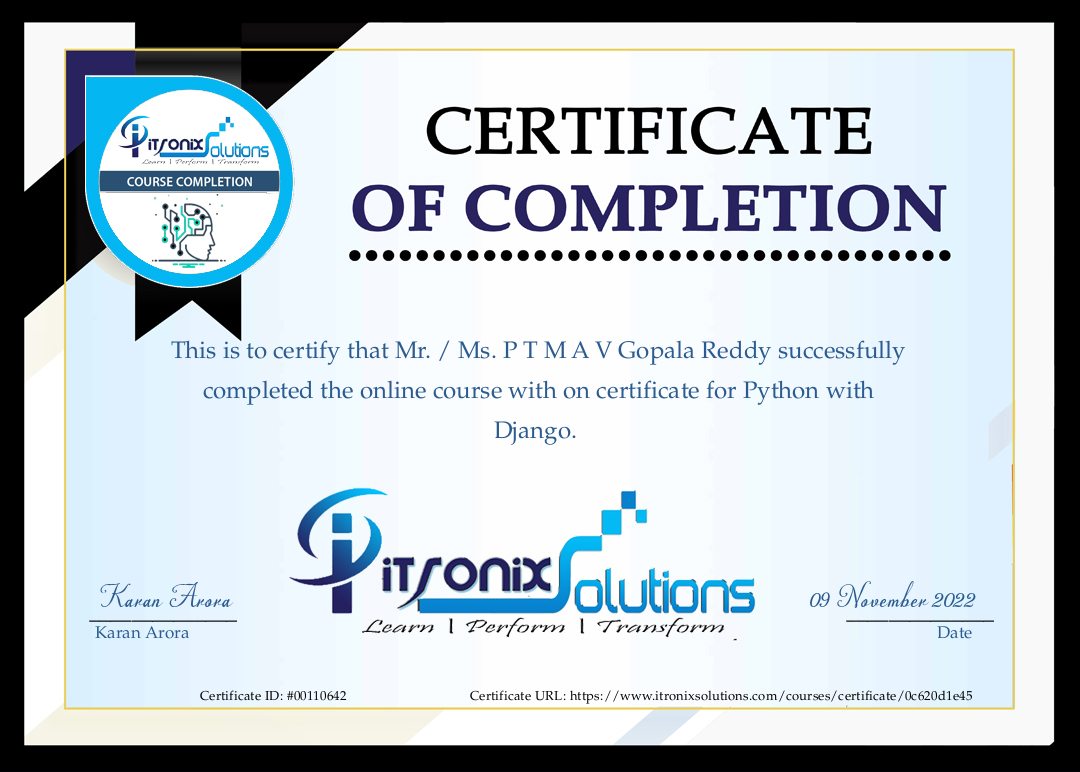 itronix Solutions
Learn | Perform | Transform
COURSE COMPLETION
CERTIFICATE
OF COMPLETION
This is to certify that Mr. / Ms. P T M A V Gopala Reddy successfully
completed the online course with on certificate for Python with
Django.
itronix Solutions
Learn | Perform | Transform
Karan Arora
Karan Arora
09 November 2022
Date
Certificate ID: #00110642
Certificate URL: https://www.itronixsolutions.com/courses/certificate/0c620d1e45